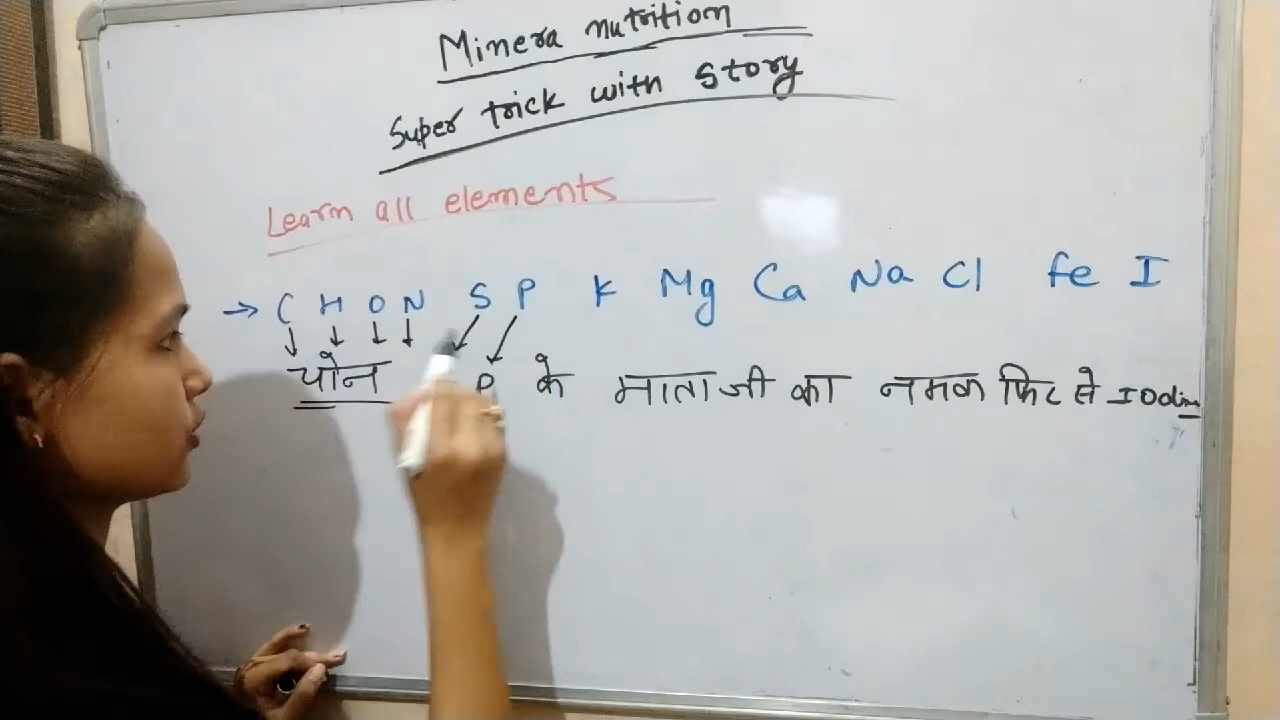 Minera nutrition
Super trick with story
Learn all elements
→ C H O N S P K Mg Ca Na Cl Fe I
चोन P के माताजी का नमक फिर से IOdin